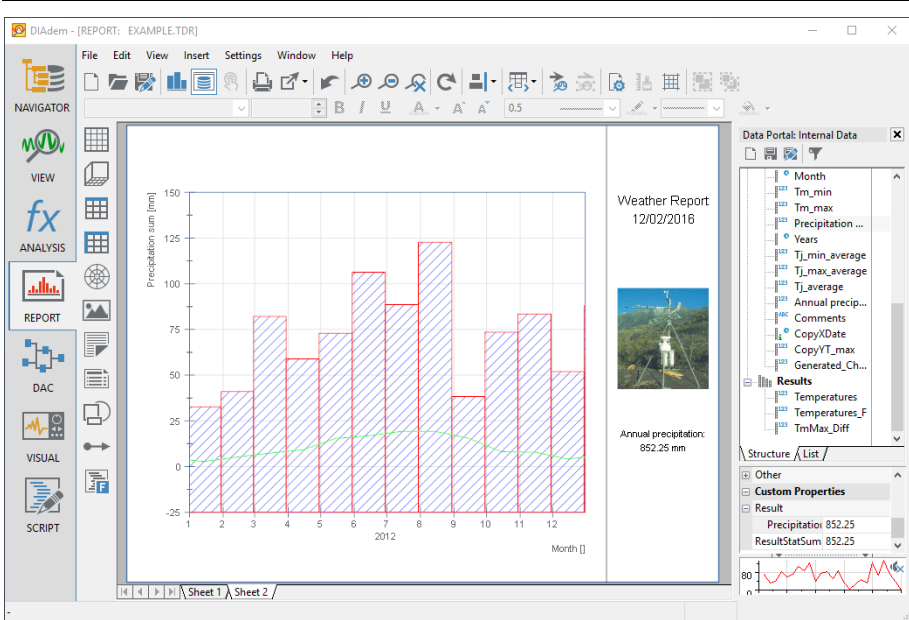 DIAdem - [REPORT:   EXAMPLE.TDR]
File Edit View Insert Settings Window Help
NAVIGATOR
VIEW
ANALYSIS
REPORT
DAC
VISUAL
SCRIPT
B I U A A A 0.5
Precipitation sum [mm]
150
125
100
75
50
25
0
-25
1 2 3 4 5 6 7 8 9 10 11 12
2012
Month []
Weather Report
12/02/2016
Annual precipitation:
852.25 mm
Sheet 1 Sheet 2
Data Portal: Internal Data
Month
Tm_min
Tm_max
Precipitation ...
Years
Tj_min_average
Tj_max_average
Tj_average
Annual precip...
Comments
CopyXDate
CopyYT_max
Generated_Ch...
Results
Temperatures
Temperatures_F
TmMax_Diff
Structure List
Other
Custom Properties
Result
Precipitation 852.25
ResultStatSum 852.25
80
0